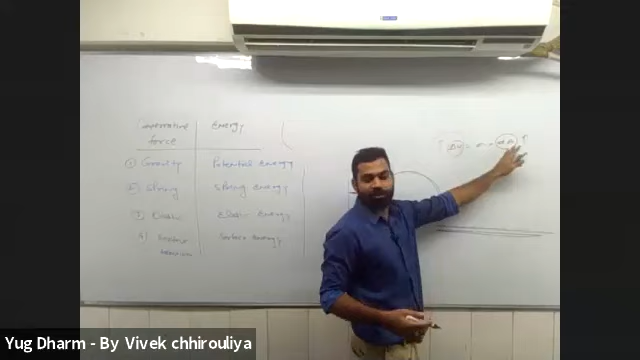 Force
Energy
① Gravity
Potential Energy
② Spring
Spring Energy
③ Elastic
Elastic Energy
④ Surface tension
Surface Energy
Yug Dharm - By Vivek chhirouliya